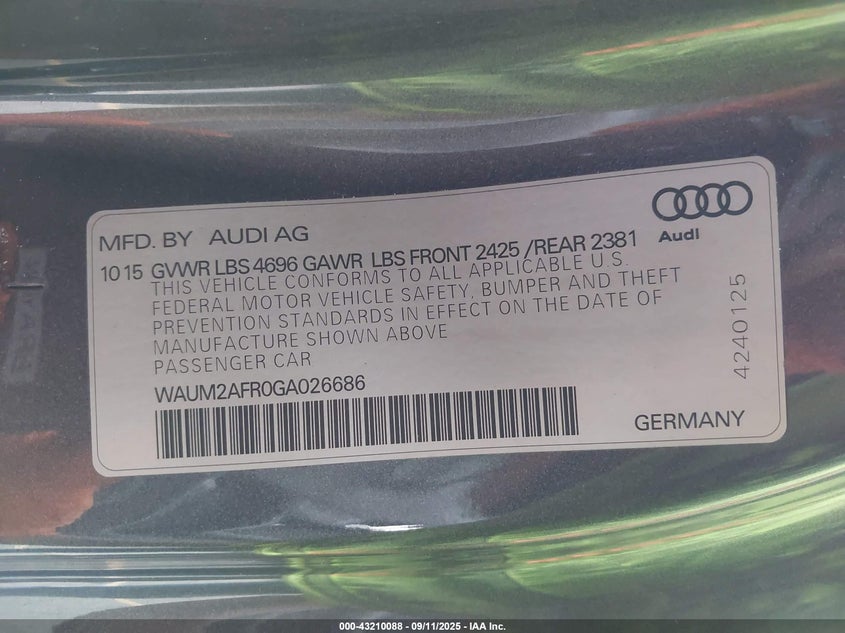 MFD. BY AUDI AG
Audi
10 15 GVWR LBS 4696 GAWR LBS FRONT 2425 /REAR 2381
THIS VEHICLE CONFORMS TO ALL APPLICABLE U.S.
FEDERAL MOTOR VEHICLE SAFETY, BUMPER AND THEFT
PREVENTION STANDARDS IN EFFECT ON THE DATE OF
MANUFACTURE SHOWN ABOVE
PASSENGER CAR
4240125
WAUM2AFR0GA026686
GERMANY
000-43210088 - 09/11/2025 - IAA Inc.